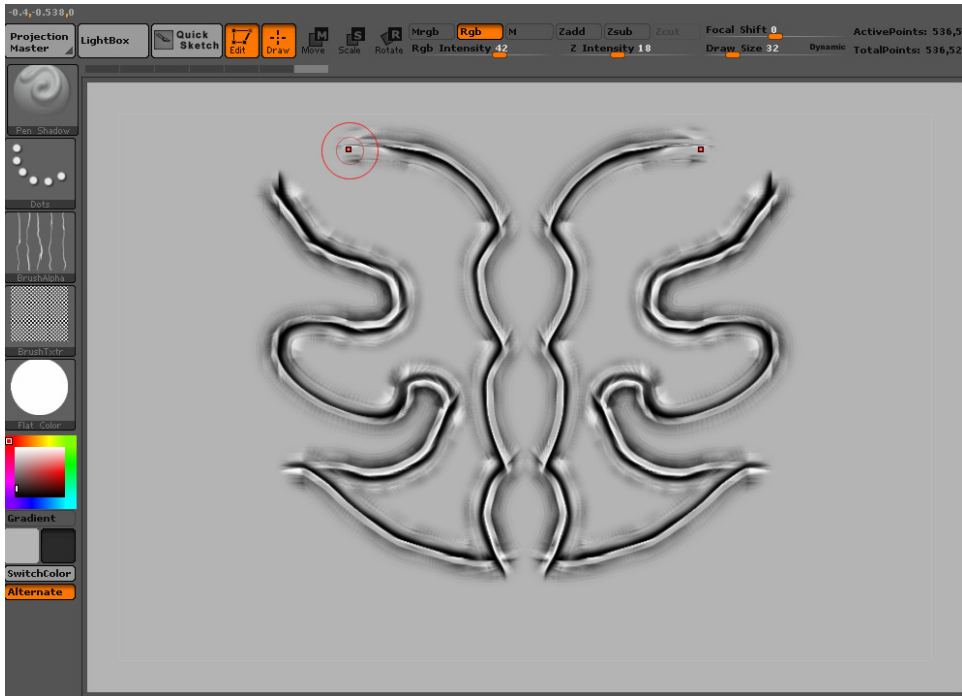 -0.4,-0.538,0
Projection Master
LightBox
Quick Sketch
Edit
Draw
Move
Scale
Rotate
Mrgb Rgb M
Rgb Intensity 42
Zadd Zsub Zcut
Z Intensity 18
Focal Shift 0
Draw Size 32 Dynamic
ActivePoints: 536,5
TotalPoints: 536,52
Pen Shadow
Dots
BrushAlpha
BrushTxtr
Flat Color
Gradient
SwitchColor
Alternate